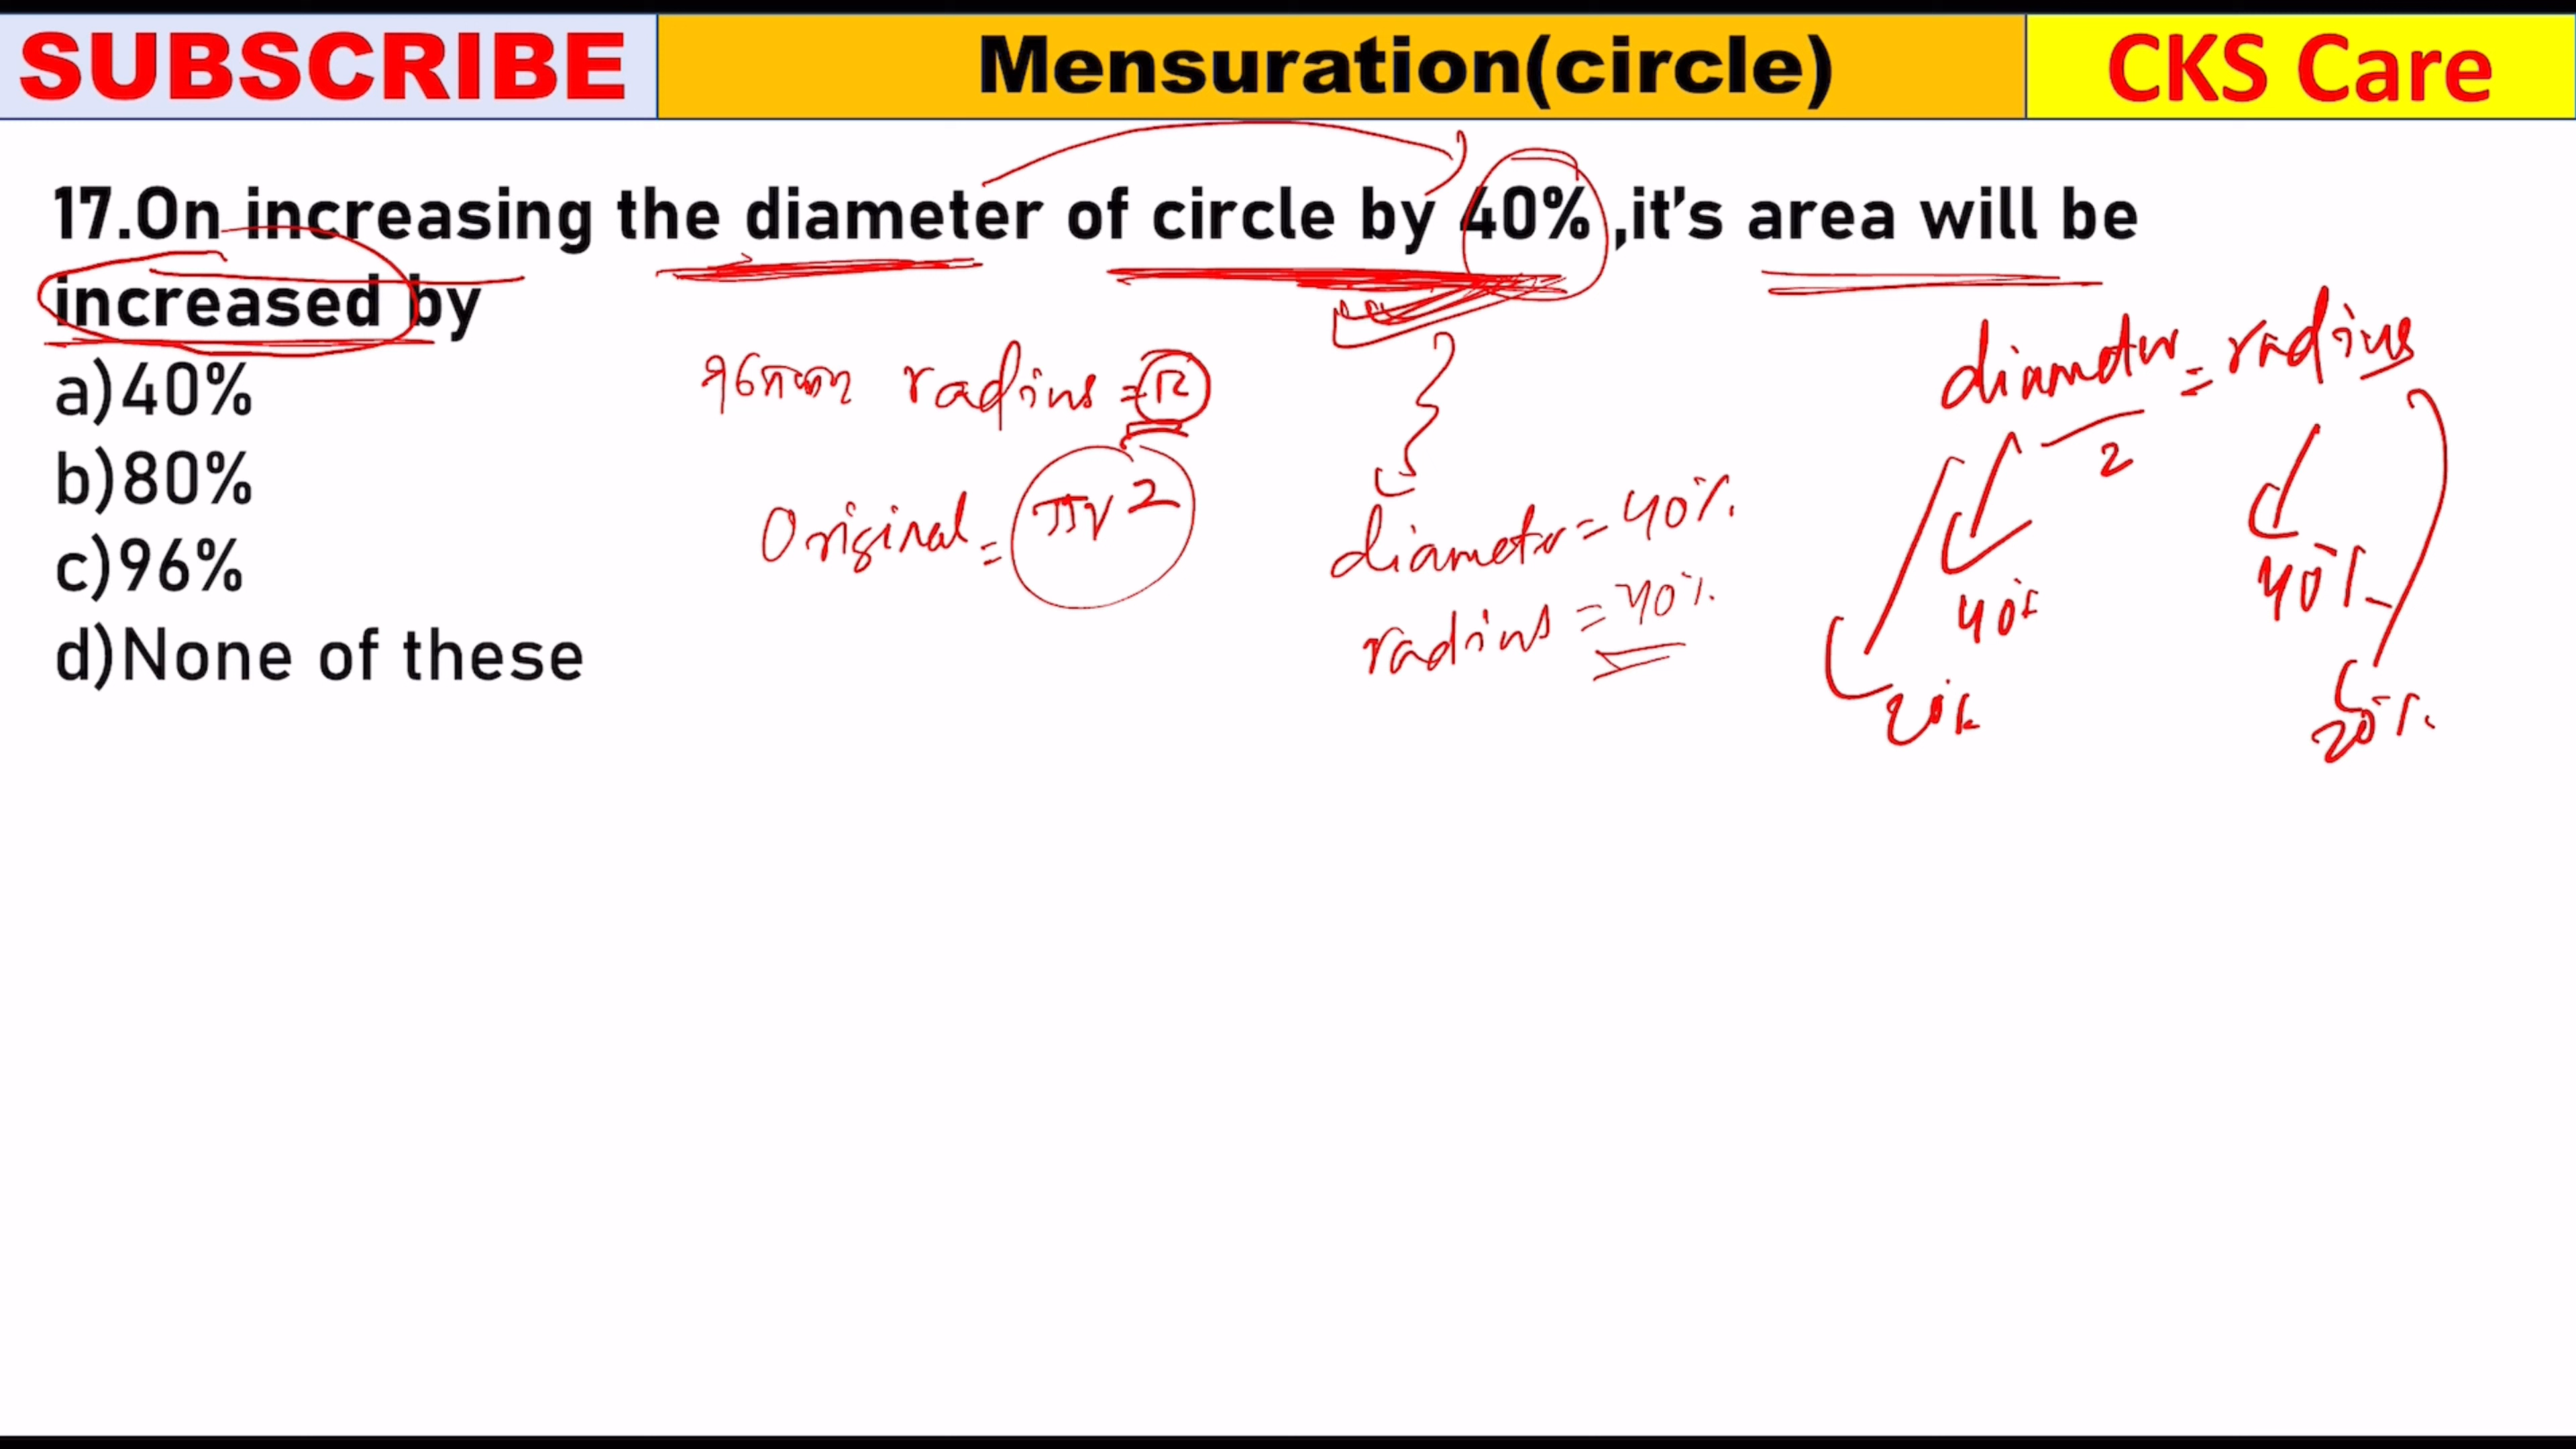 SUBSCRIBE Mensuration(circle) CKS Care
17.On increasing the diameter of circle by 40% ,it's area will be
increased by
a)40%
b)80%
c)96%
d)None of these
radius = r
Original = πr²
diameter = 40%
radius = 40%
diameter/2 = radius
40% 40%
20% 20%